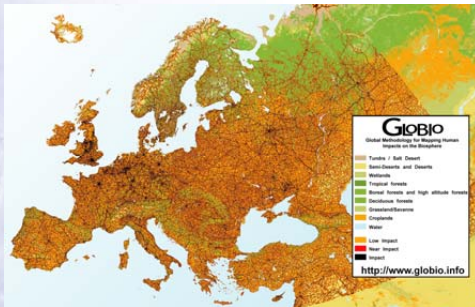 GLOBIO
Global Methodology for Mapping Human
Impacts on the Biosphere
Tundra / Salt Desert
Semi-Deserts and Deserts
Wetlands
Tropical forests
Boreal forests and high altitude forests
Deciduous forests
Grassland/Savanne
Croplands
Water
Low Impact
Near Impact
Impact
http://www.globio.info